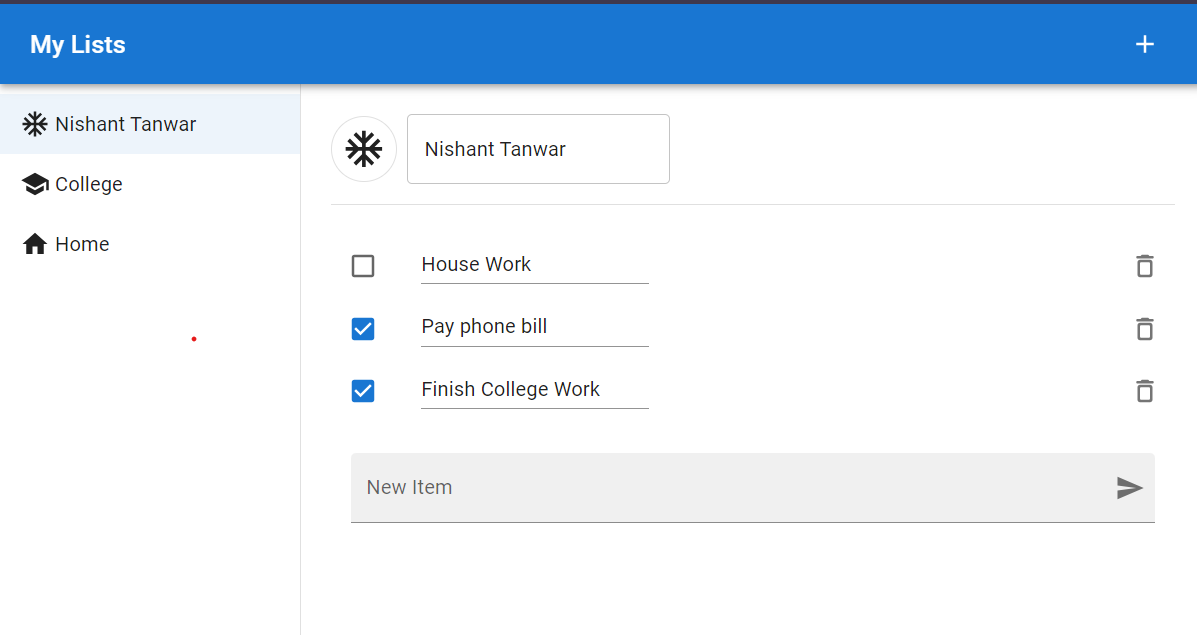 My Lists
Nishant Tanwar
College
Home
Nishant Tanwar
House Work
Pay phone bill
Finish College Work
New Item